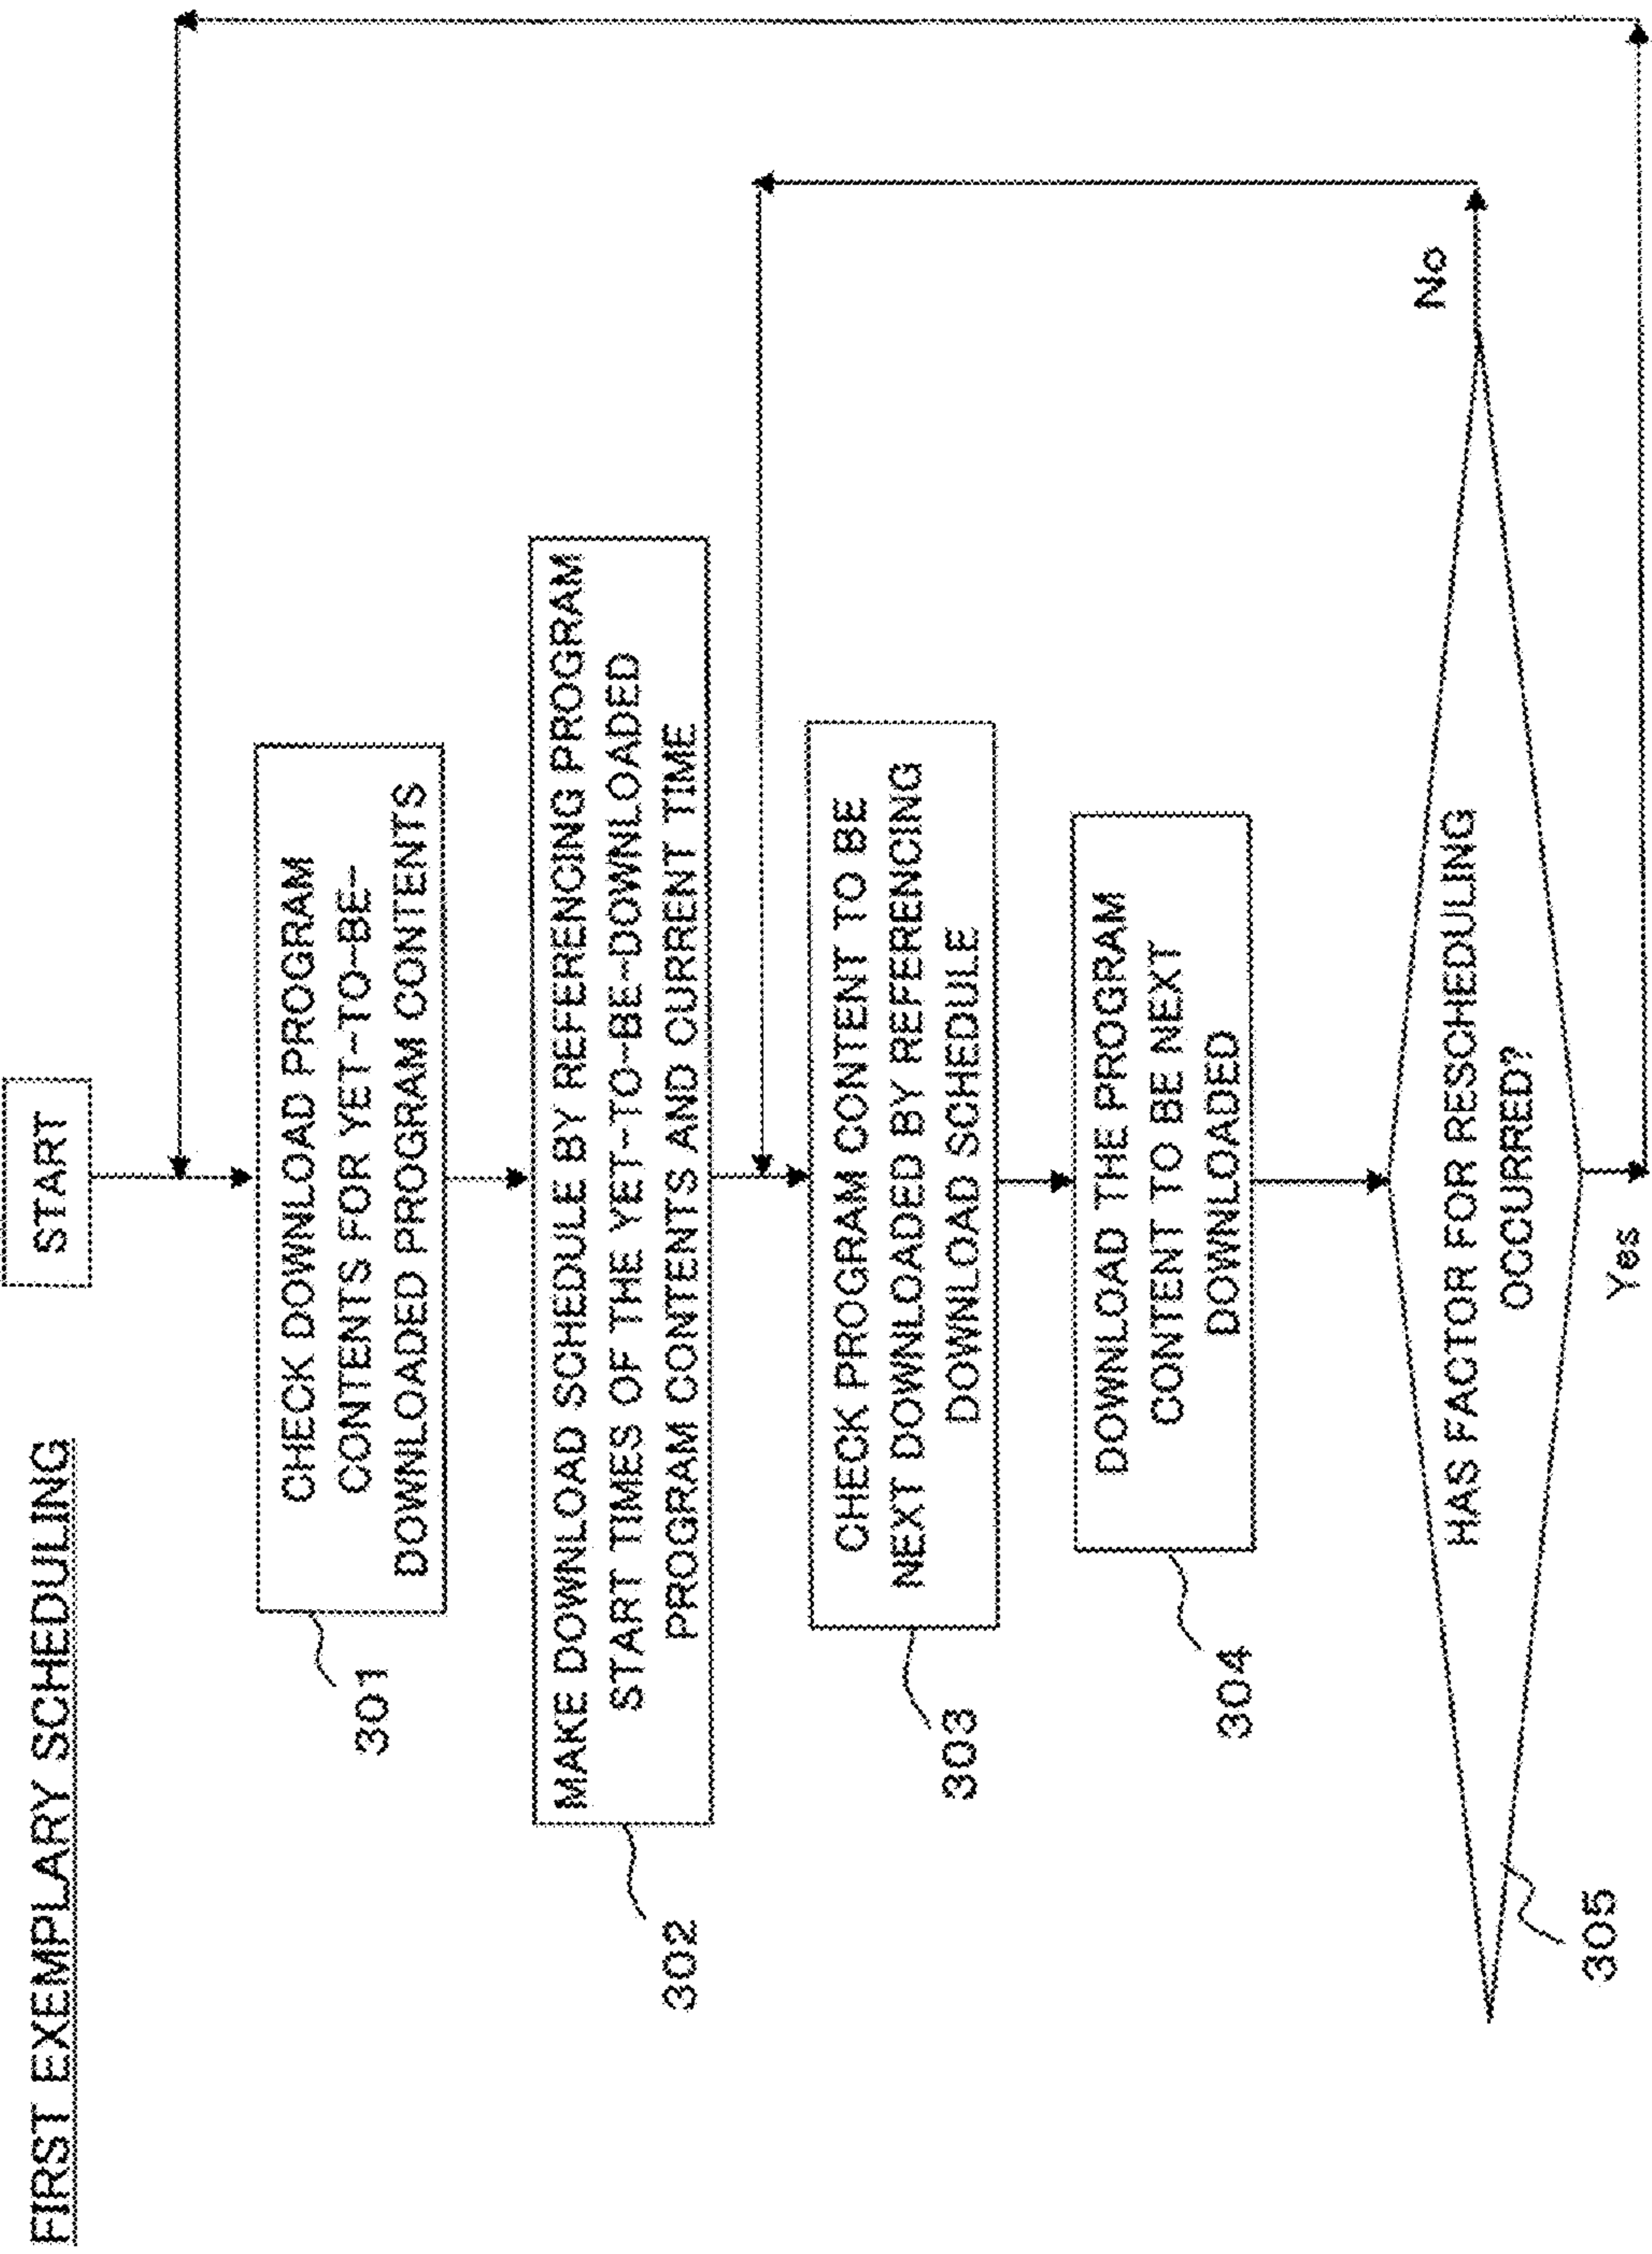 FIRST EXEMPLARY SCHEDULING
START
CHECK DOWNLOAD PROGRAM
CONTENTS FOR YET-TO-BE-
DOWNLOADED PROGRAM CONTENTS
301
MAKE DOWNLOAD SCHEDULE BY REFERENCING PROGRAM
START TIMES OF THE YET-TO-BE-DOWNLOADED
PROGRAM CONTENTS AND CURRENT TIME
302
CHECK PROGRAM CONTENT TO BE
NEXT DOWNLOADED BY REFERENCING
DOWNLOAD SCHEDULE
303
DOWNLOAD THE PROGRAM
CONTENT TO BE NEXT
DOWNLOADED
304
No
HAS FACTOR FOR RESCHEDULING
OCCURRED?
305
Yes